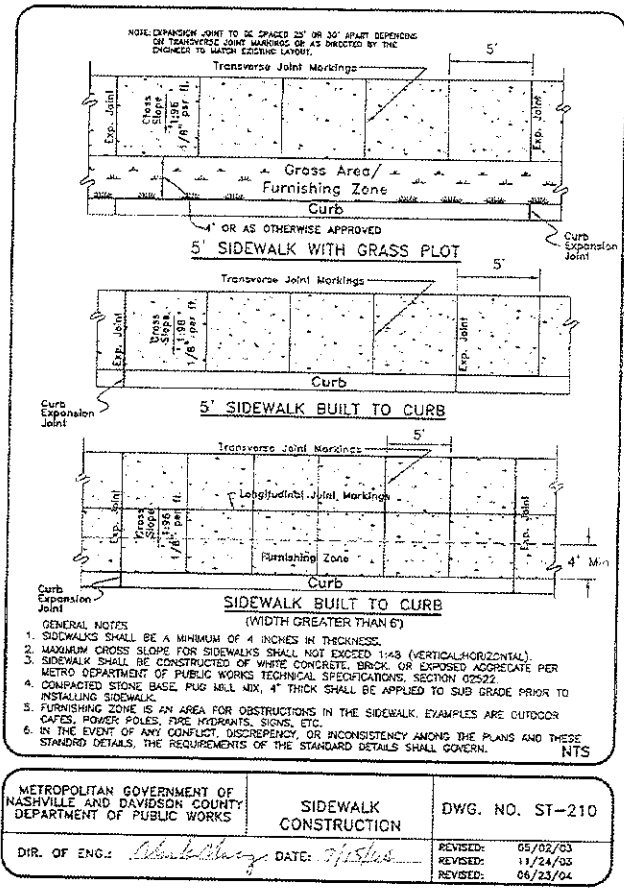 NOTE: EXPANSION JOINT TO BE SPACED 25' OR 30' APART DEPENDING
ON TRANSVERSE JOINT MARKINGS OR AS DIRECTED BY THE
ENGINEER TO MATCH EXISTING LAYOUT.
Transverse Joint Markings
5'
Exp. Joint
Cross
Slope
1:96
1/8" per ft.
Exp. Joint
Grass Area/
Furnishing Zone
Curb
4' OR AS OTHERWISE APPROVED
Curb
Expansion
Joint
5' SIDEWALK WITH GRASS PLOT
Transverse Joint Markings
5'
Exp. Joint
Cross
Slope
1:96
1/8" per ft.
Exp. Joint
Curb
Curb
Expansion
Joint
5' SIDEWALK BUILT TO CURB
Transverse Joint Markings
5'
Longitudinal Joint Markings
Exp. Joint
Cross
Slope
1:96
1/8" per ft.
Exp. Joint
Furnishing Zone
4' Min
Curb
Curb
Expansion
Joint
SIDEWALK BUILT TO CURB
(WIDTH GREATER THAN 6')
GENERAL NOTES
1. SIDEWALKS SHALL BE A MINIMUM OF 4 INCHES IN THICKNESS.
2. MAXIMUM CROSS SLOPE FOR SIDEWALKS SHALL NOT EXCEED 1:48 (VERTICAL:HORIZONTAL).
3. SIDEWALK SHALL BE CONSTRUCTED OF WHITE CONCRETE, BRICK, OR EXPOSED AGGREGATE PER
METRO DEPARTMENT OF PUBLIC WORKS TECHNICAL SPECIFICATIONS, SECTION 02522.
4. COMPACTED STONE BASE, PUG MILL MIX, 4" THICK SHALL BE APPLIED TO SUB GRADE PRIOR TO
INSTALLING SIDEWALK.
5. FURNISHING ZONE IS AN AREA FOR OBSTRUCTIONS IN THE SIDEWALK. EXAMPLES ARE OUTDOOR
CAFES, POWER POLES, FIRE HYDRANTS, SIGNS, ETC.
6. IN THE EVENT OF ANY CONFLICT, DISCREPENCY, OR INCONSISTENCY AMONG THE PLANS AND THESE
STANDRD DETAILS, THE REQUIREMENTS OF THE STANDARD DETAILS SHALL GOVERN.
NTS
METROPOLITAN GOVERNMENT OF
NASHVILLE AND DAVIDSON COUNTY
DEPARTMENT OF PUBLIC WORKS
SIDEWALK
CONSTRUCTION
DWG. NO. ST-210
DIR. OF ENG.:
DATE:
REVISED: 05/02/03
REVISED: 11/24/03
REVISED: 06/23/04